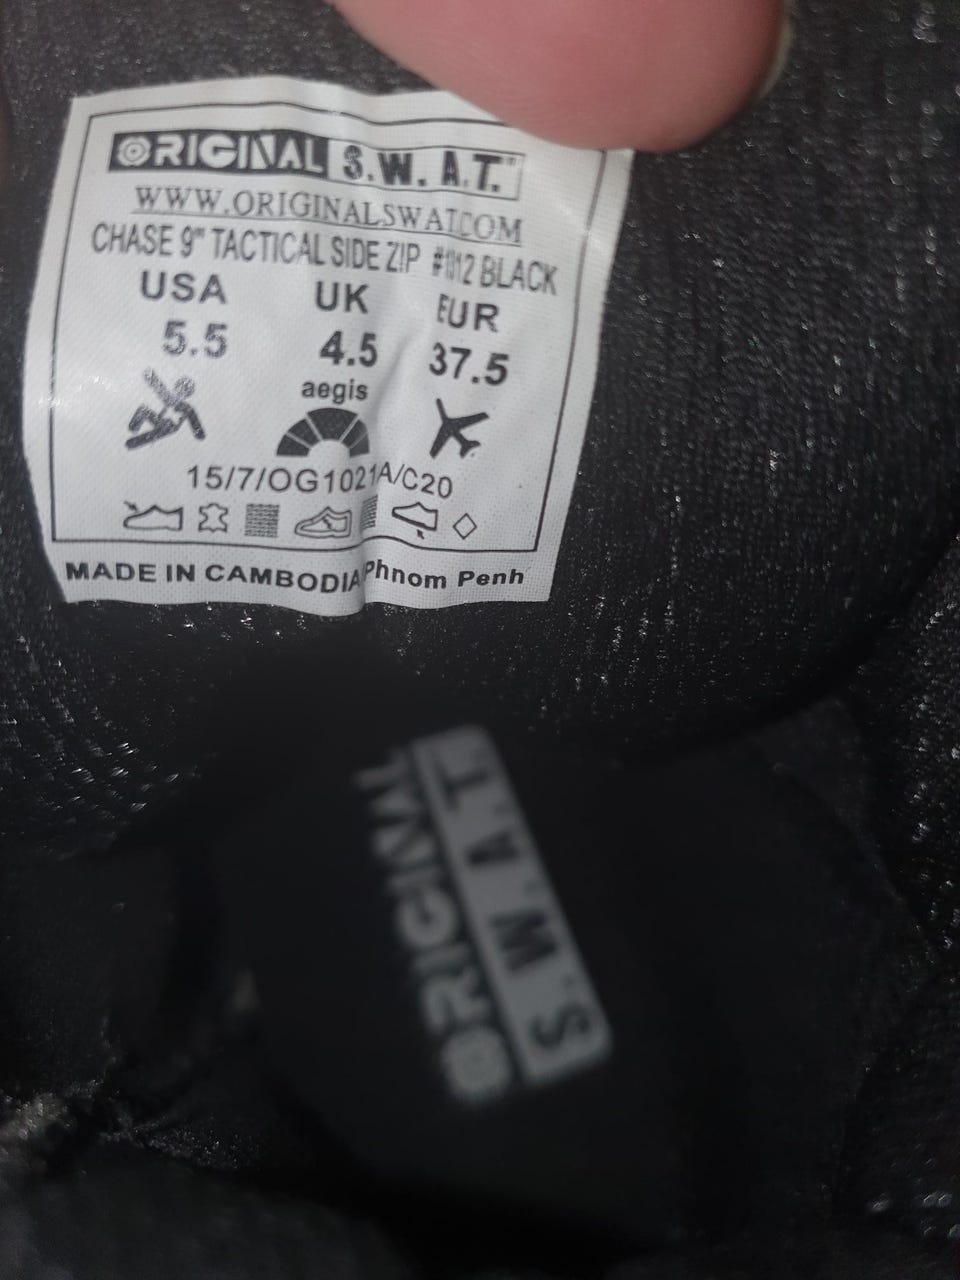 ORIGINAL S.W.A.T.™
WWW.ORIGINALSWAT.COM
CHASE 9" TACTICAL SIDE ZIP BLACK
USA UK EUR
5.5 4.5 37.5
aegis
15/7/OG1021A/C20
MADE IN CAMBODIA Phnom Penh
ORIGINAL
S.W.A.T.